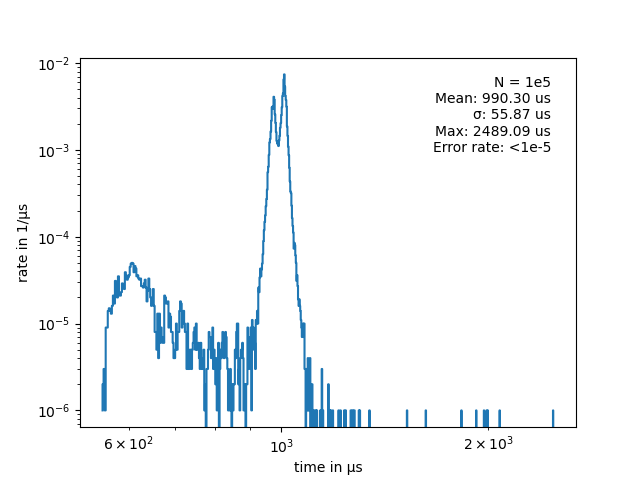 N = 1e5
Mean: 990.30 us
σ: 55.87 us
Max: 2489.09 us
Error rate: <1e-5
rate in 1/µs
10⁻²
10⁻³
10⁻⁴
10⁻⁵
10⁻⁶
6 × 10² 10³ 2 × 10³
time in µs